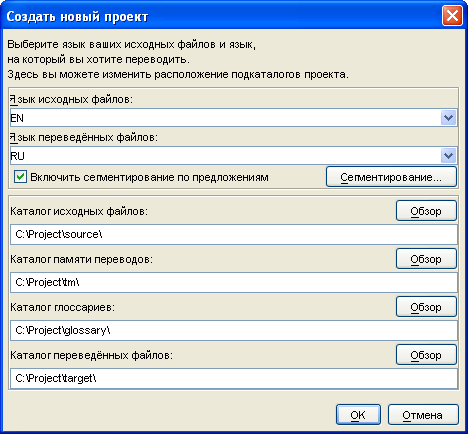 Создать новый проект
Выберите язык ваших исходных файлов и язык,
на который вы хотите переводить.
Здесь вы можете изменить расположение подкаталогов проекта.
Язык исходных файлов:
EN
Язык переведённых файлов:
RU
Включить сегментирование по предложениям
Сегментирование...
Каталог исходных файлов:
Обзор
C:\Project\source\
Каталог памяти переводов:
Обзор
C:\Project\tm\
Каталог глоссариев:
Обзор
C:\Project\glossary\
Каталог переведённых файлов:
Обзор
C:\Project\target\
OK
Отмена